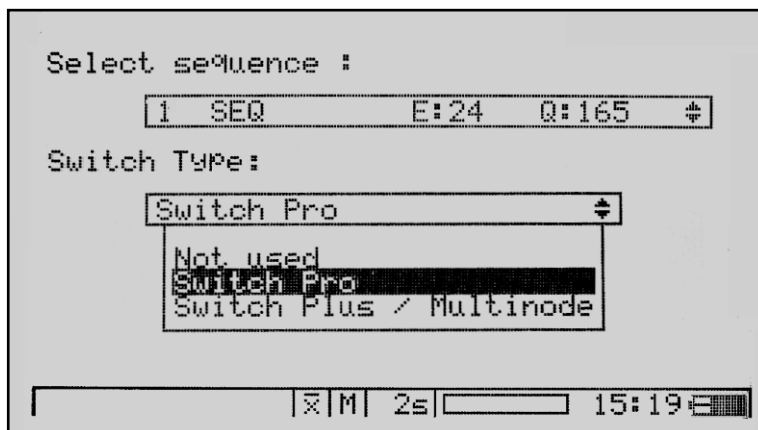 Select sequence :
1 SEQ E:24 Q:165
Switch Type:
Switch Pro
Not used
Switch Pro
Switch Plus / Multinode
x̅ M 2s 15:19